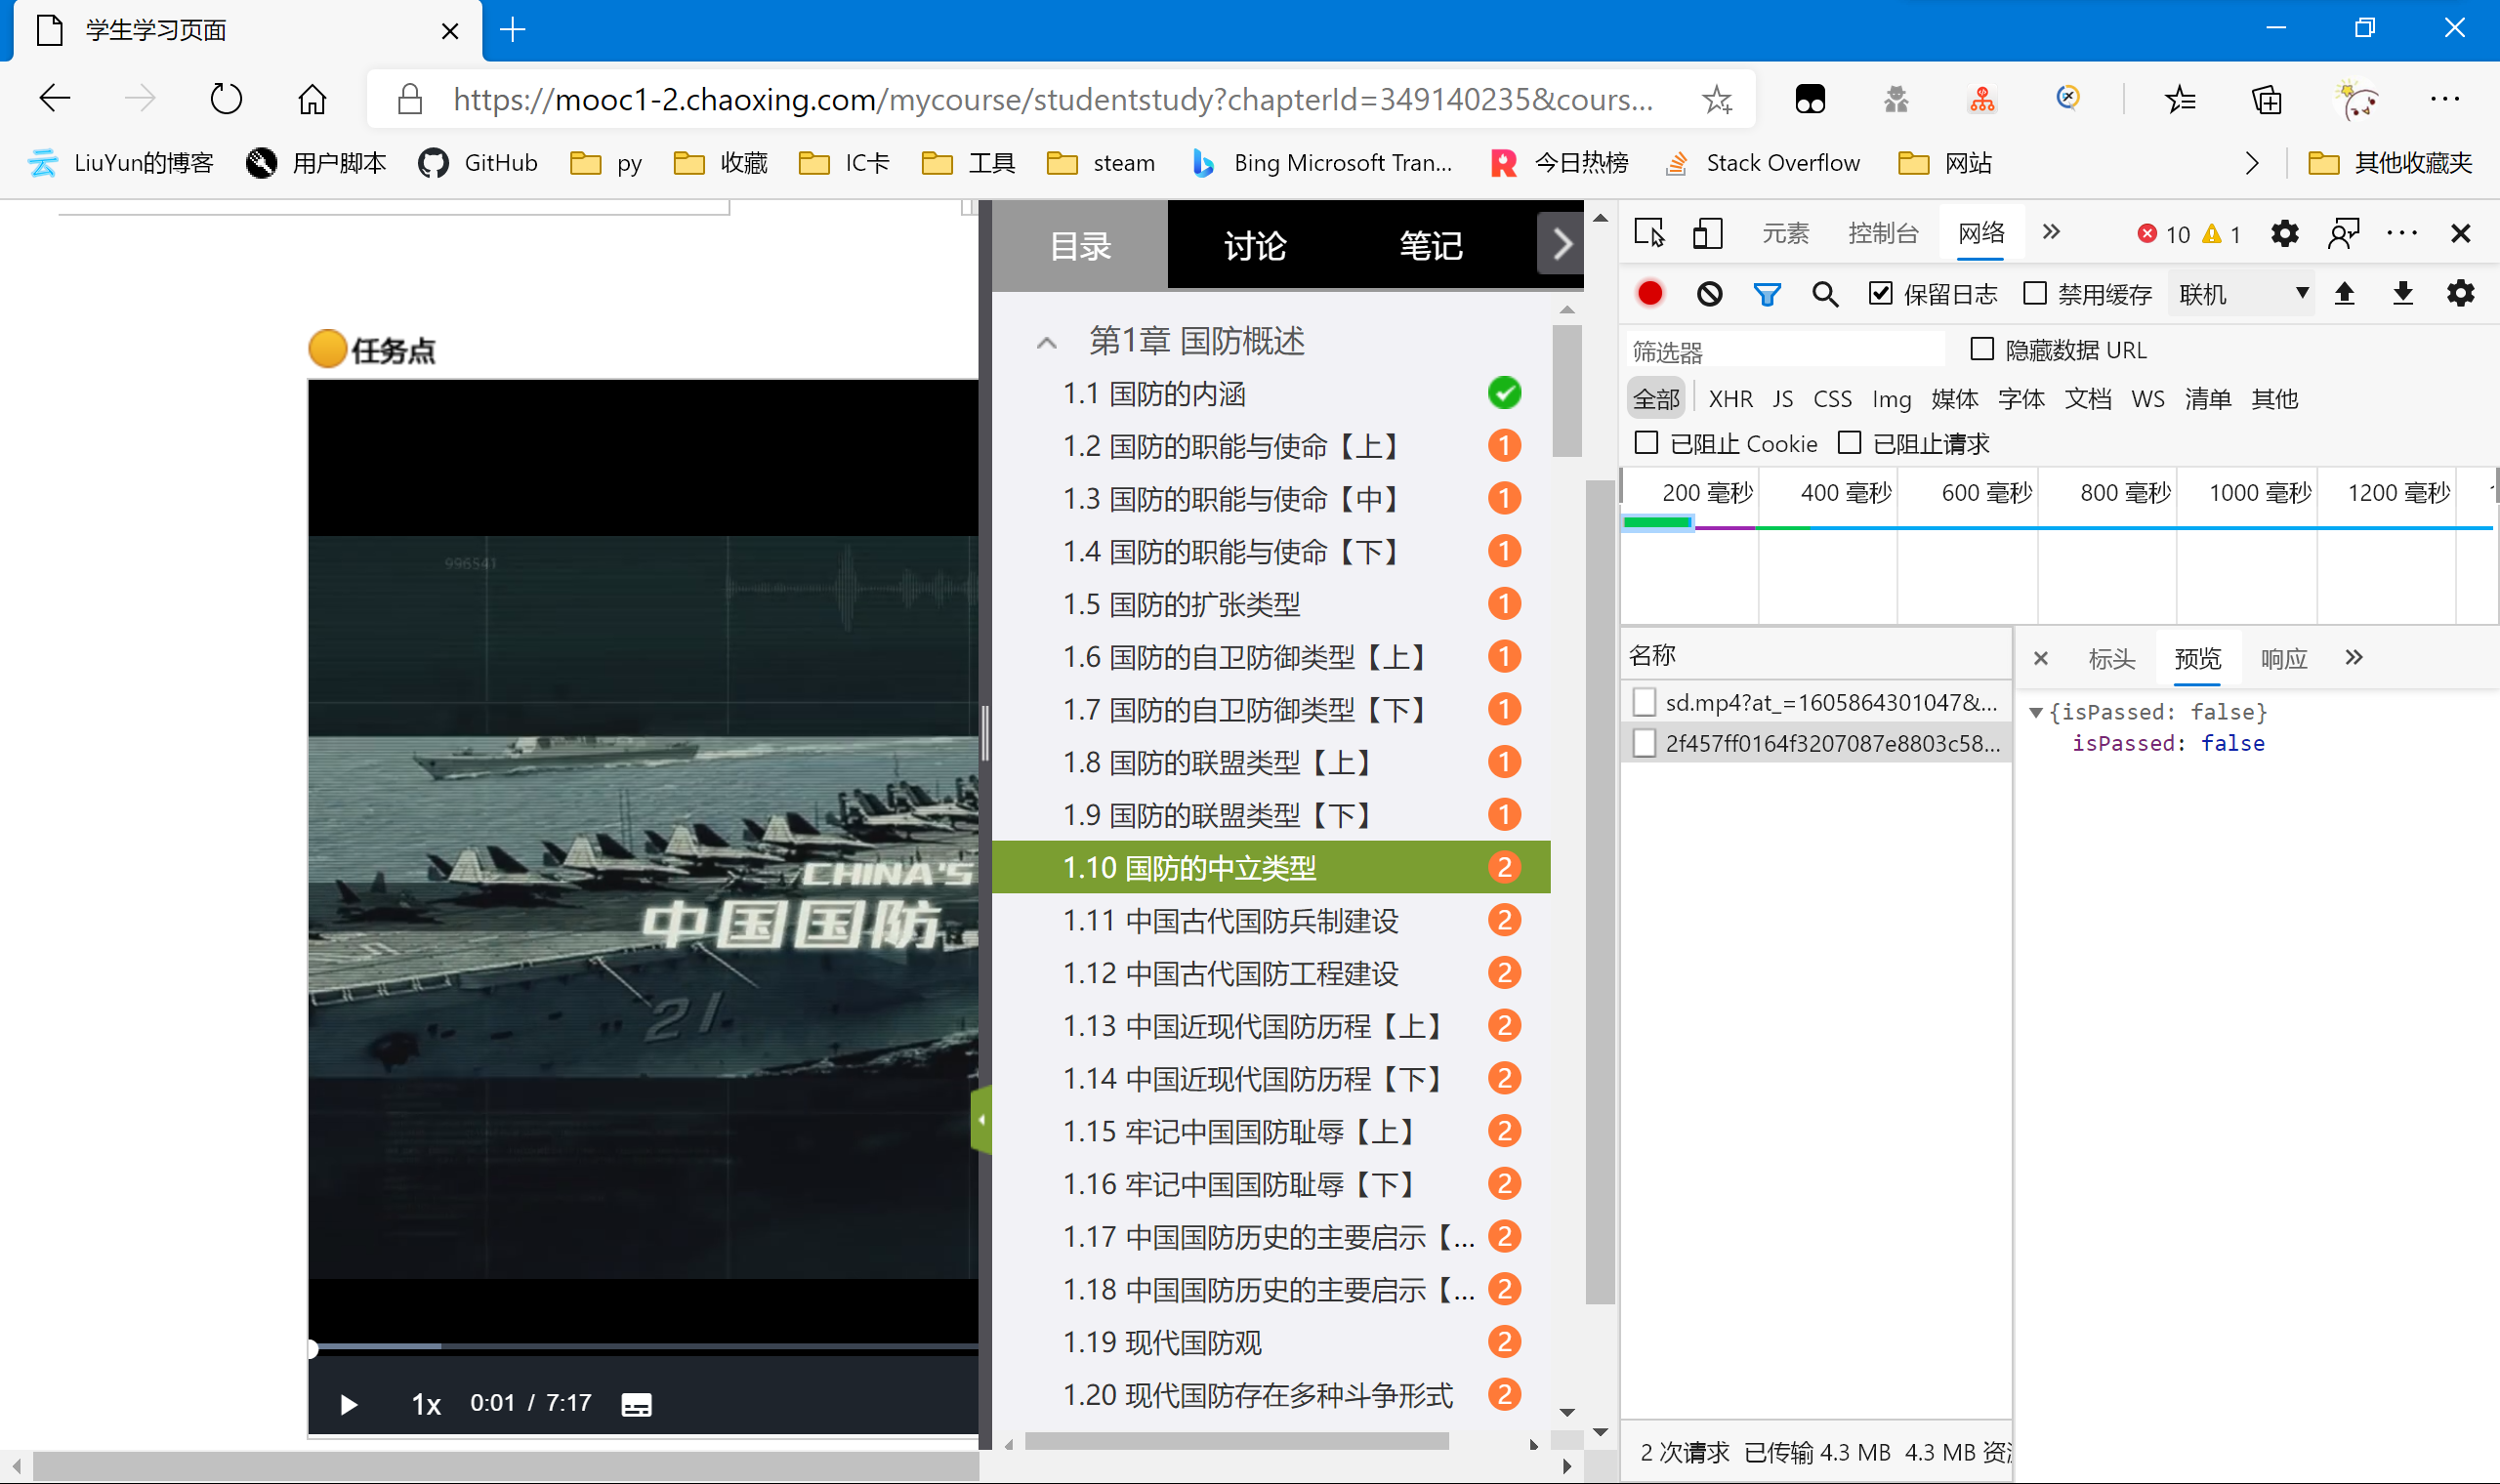 学生学习页面
https://mooc1-2.chaoxing.com/mycourse/studentstudy?chapterId=349140235&cours...
LiuYun的博客 用户脚本 GitHub py 收藏 IC卡 工具 steam Bing Microsoft Tran... 今日热榜 Stack Overflow 网站 其他收藏夹
任务点
996541
CHINA'S
中国国防
21
1x 0:01 / 7:17
目录 讨论 笔记
第1章 国防概述
1.1 国防的内涵
1.2 国防的职能与使命【上】 1
1.3 国防的职能与使命【中】 1
1.4 国防的职能与使命【下】 1
1.5 国防的扩张类型 1
1.6 国防的自卫防御类型【上】 1
1.7 国防的自卫防御类型【下】 1
1.8 国防的联盟类型【上】 1
1.9 国防的联盟类型【下】 1
1.10 国防的中立类型 2
1.11 中国古代国防兵制建设 2
1.12 中国古代国防工程建设 2
1.13 中国近现代国防历程【上】 2
1.14 中国近现代国防历程【下】 2
1.15 牢记中国国防耻辱【上】 2
1.16 牢记中国国防耻辱【下】 2
1.17 中国国防历史的主要启示【... 2
1.18 中国国防历史的主要启示【... 2
1.19 现代国防观 2
1.20 现代国防存在多种斗争形式 2
元素 控制台 网络 10 1
保留日志 禁用缓存 联机
筛选器 隐藏数据 URL
全部 XHR JS CSS Img 媒体 字体 文档 WS 清单 其他
已阻止 Cookie 已阻止请求
200 毫秒 400 毫秒 600 毫秒 800 毫秒 1000 毫秒 1200 毫秒
名称
sd.mp4?at_=1605864301047&...
2f457ff0164f3207087e8803c58...
标头 预览 响应
{isPassed: false}
isPassed: false
2 次请求 已传输 4.3 MB 4.3 MB 资